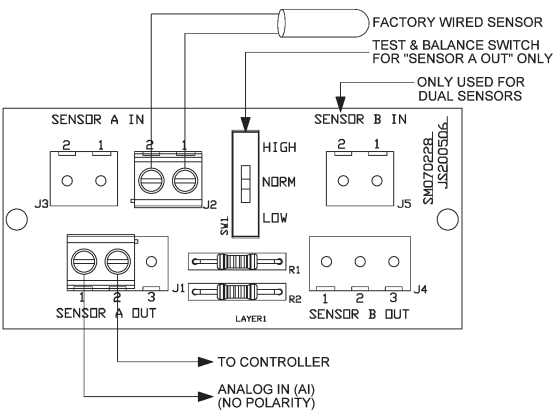 FACTORY WIRED SENSOR
TEST & BALANCE SWITCH
FOR "SENSOR A OUT" ONLY
ONLY USED FOR
DUAL SENSORS
SENSOR A IN
SENSOR B IN
2 1
2 1
2 1
J3
J2
J5
HIGH
NORM
LOW
SW1
SM070228
JS200506
R1
R2
J1
J4
1 2 3
1 2 3
SENSOR A OUT
SENSOR B OUT
LAYER1
TO CONTROLLER
ANALOG IN (AI)
(NO POLARITY)